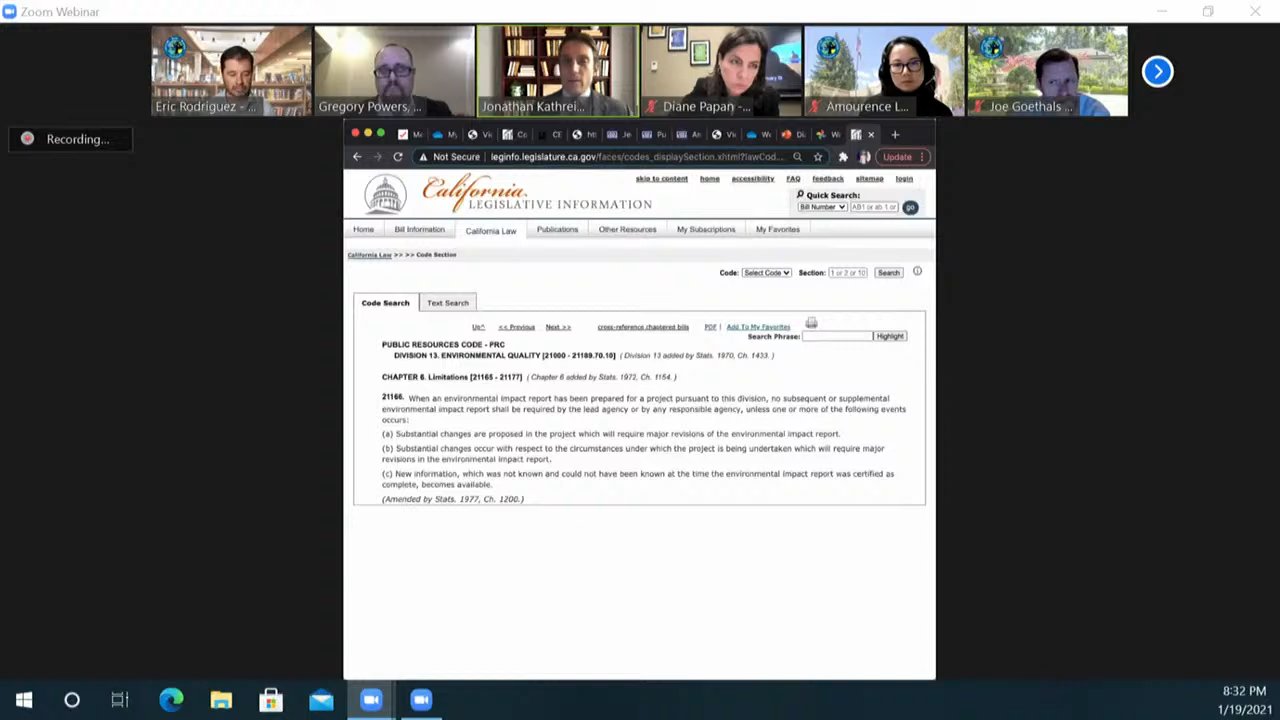 Zoom Webinar
Eric Rodriguez - ...
Gregory Powers, ...
Jonathan Kathrei...
Diane Papan -...
Amourence L...
Joe Goethals ...
Recording...
Not Secure | leginfo.legislature.ca.gov/faces/codes_displaySection.xhtml?lawCod...
Update
skip to content home accessibility FAQ feedback sitemap login
California
LEGISLATIVE INFORMATION
Quick Search:
Bill Number AB1 or ab 1 or go
Home Bill Information California Law Publications Other Resources My Subscriptions My Favorites
California Law >> >> Code Section
Code: Select Code Section: 1 or 2 or 10 Search
Code Search Text Search
Up^ << Previous Next >> cross-reference chaptered bills PDF | Add To My Favorites
Search Phrase: Highlight
PUBLIC RESOURCES CODE - PRC
DIVISION 13. ENVIRONMENTAL QUALITY [21000 - 21189.70.10] ( Division 13 added by Stats. 1970, Ch. 1433. )
CHAPTER 6. Limitations [21165 - 21177] ( Chapter 6 added by Stats. 1972, Ch. 1154. )
21166. When an environmental impact report has been prepared for a project pursuant to this division, no subsequent or supplemental
environmental impact report shall be required by the lead agency or by any responsible agency, unless one or more of the following events
occurs:
(a) Substantial changes are proposed in the project which will require major revisions of the environmental impact report.
(b) Substantial changes occur with respect to the circumstances under which the project is being undertaken which will require major
revisions in the environmental impact report.
(c) New information, which was not known and could not have been known at the time the environmental impact report was certified as
complete, becomes available.
(Amended by Stats. 1977, Ch. 1200.)
8:32 PM
1/19/2021